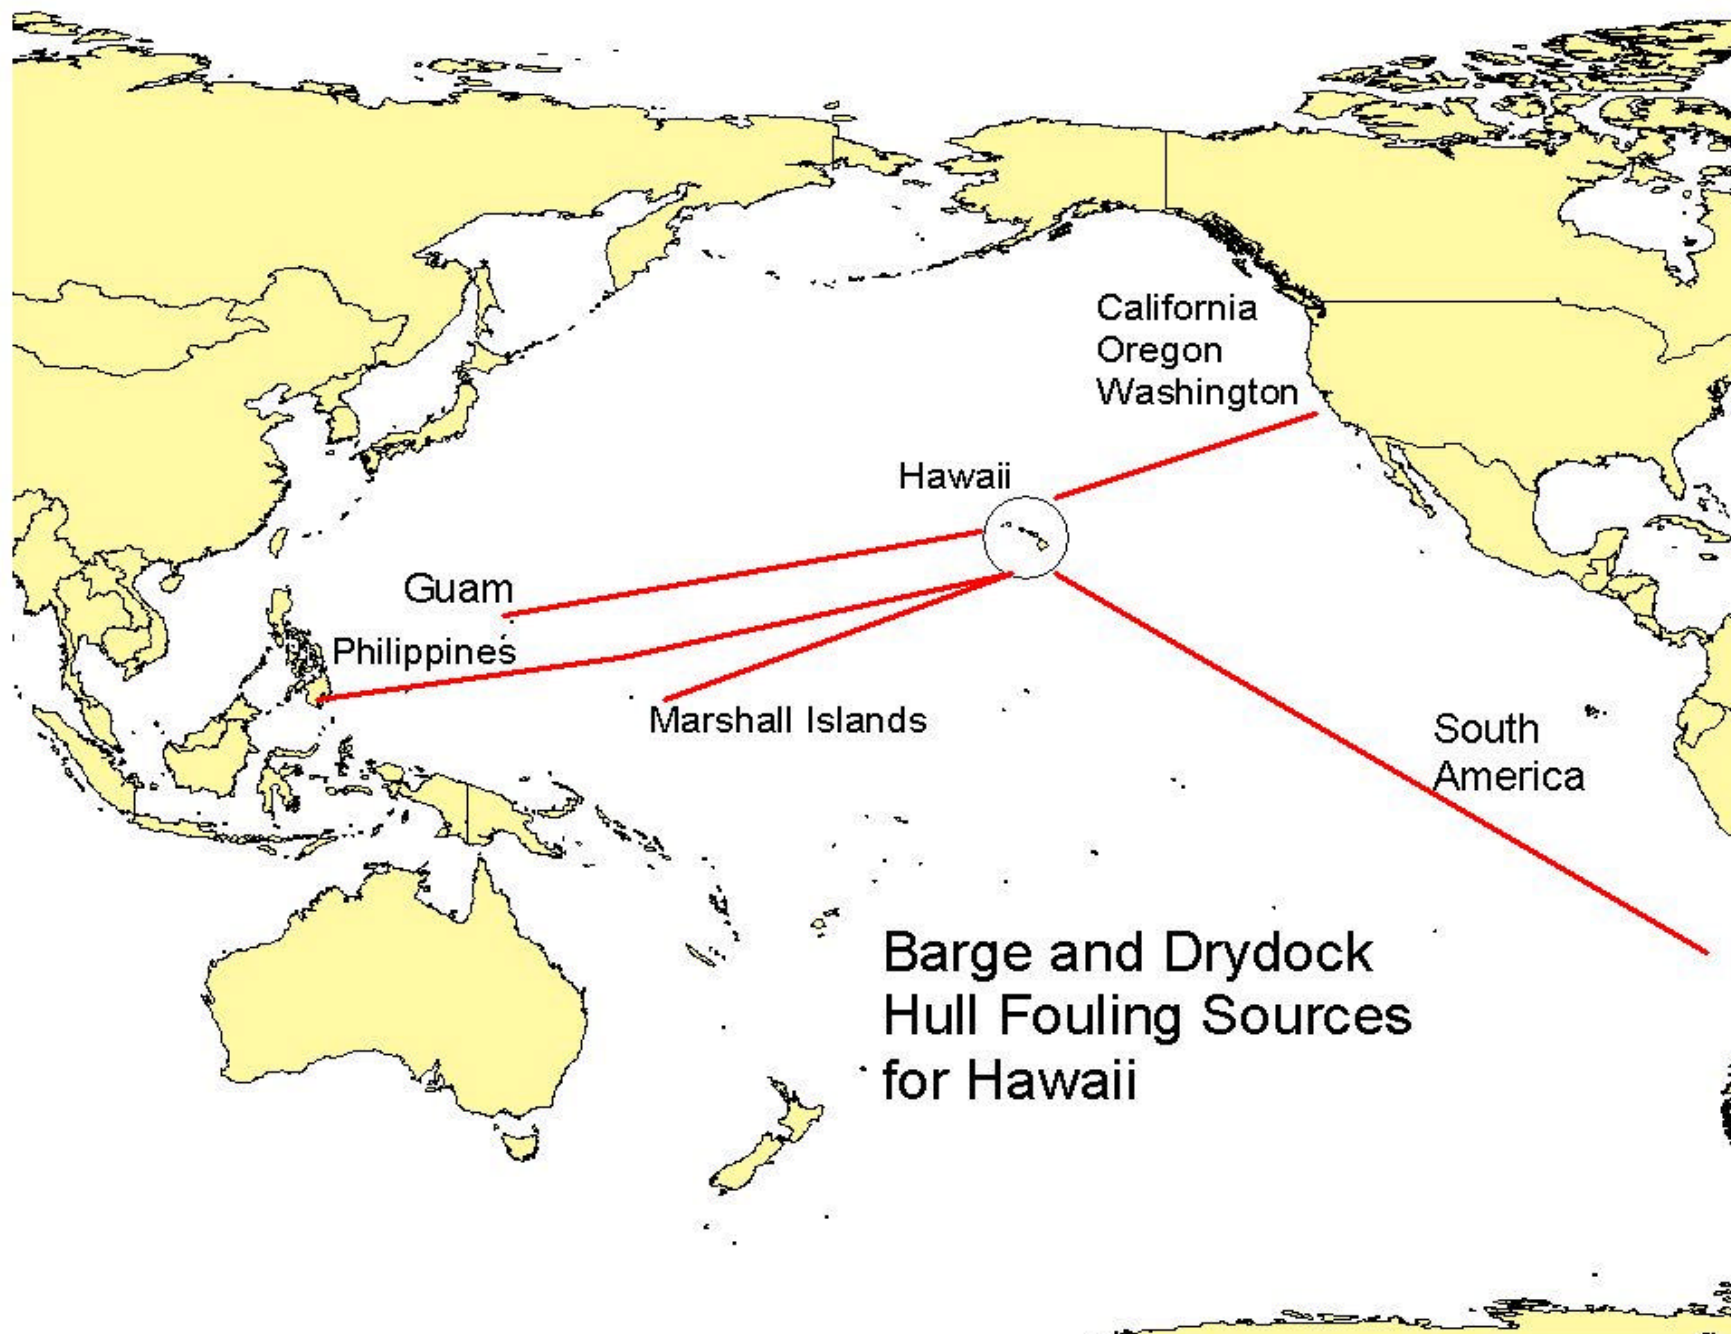 California
Oregon
Washington
Hawaii
Guam
Philippines
Marshall Islands
South
America
Barge and Drydock
Hull Fouling Sources
for Hawaii